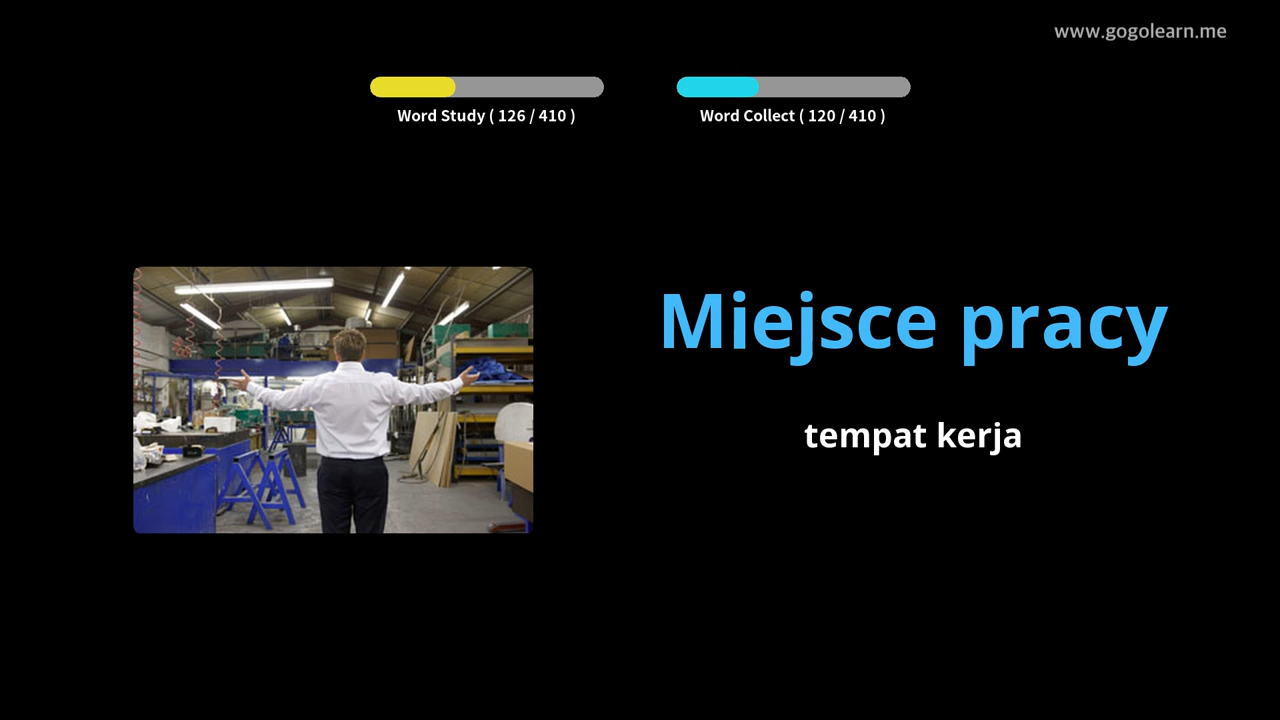 www.gogolearn.me
Word Study ( 126 / 410 )
Word Collect ( 120 / 410 )
Miejsce pracy
tempat kerja